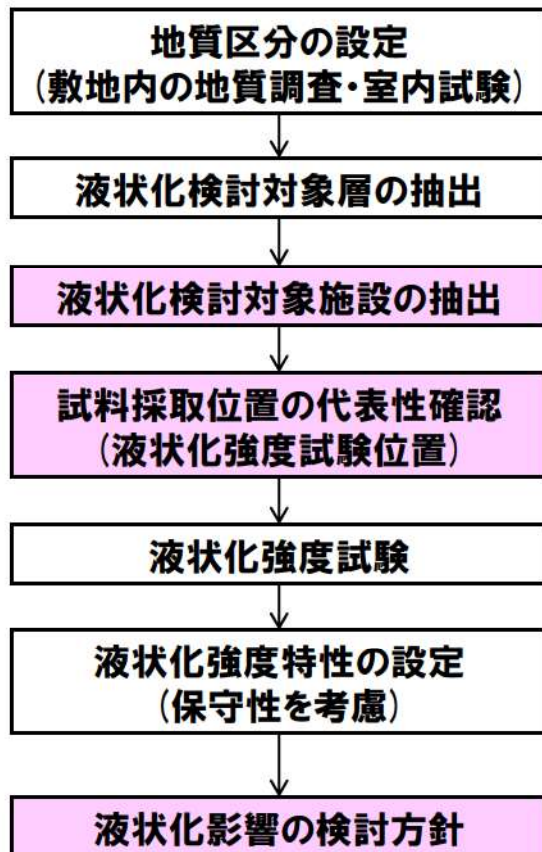 地質区分の設定
(敷地内の地質調査・室内試験)
液状化検討対象層の抽出
液状化検討対象施設の抽出
試料採取位置の代表性確認
(液状化強度試験位置)
液状化強度試験
液状化強度特性の設定
(保守性を考慮)
液状化影響の検討方針